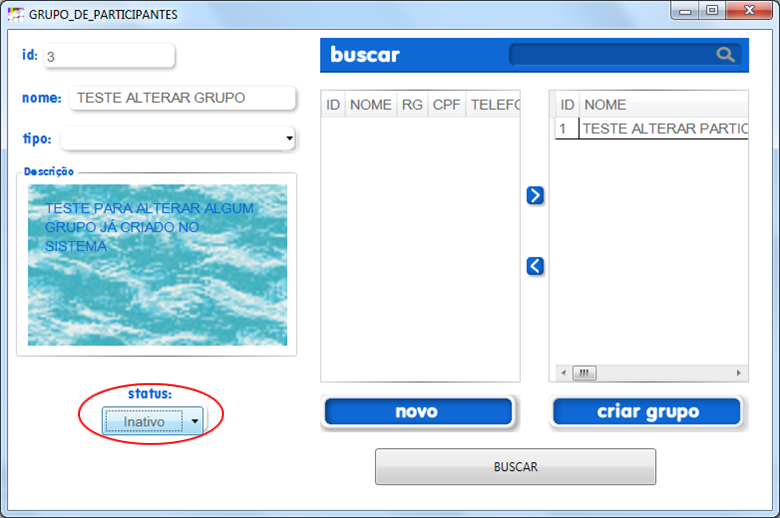 GRUPO_DE_PARTICIPANTES
id: 3
nome: TESTE ALTERAR GRUPO
tipo:
Descrição
TESTE PARA ALTERAR ALGUM
GRUPO JÁ CRIADO NO
SISTEMA
status:
Inativo
buscar
ID NOME RG CPF TELEFO
ID NOME
1 TESTE ALTERAR PARTIC
novo
criar grupo
BUSCAR